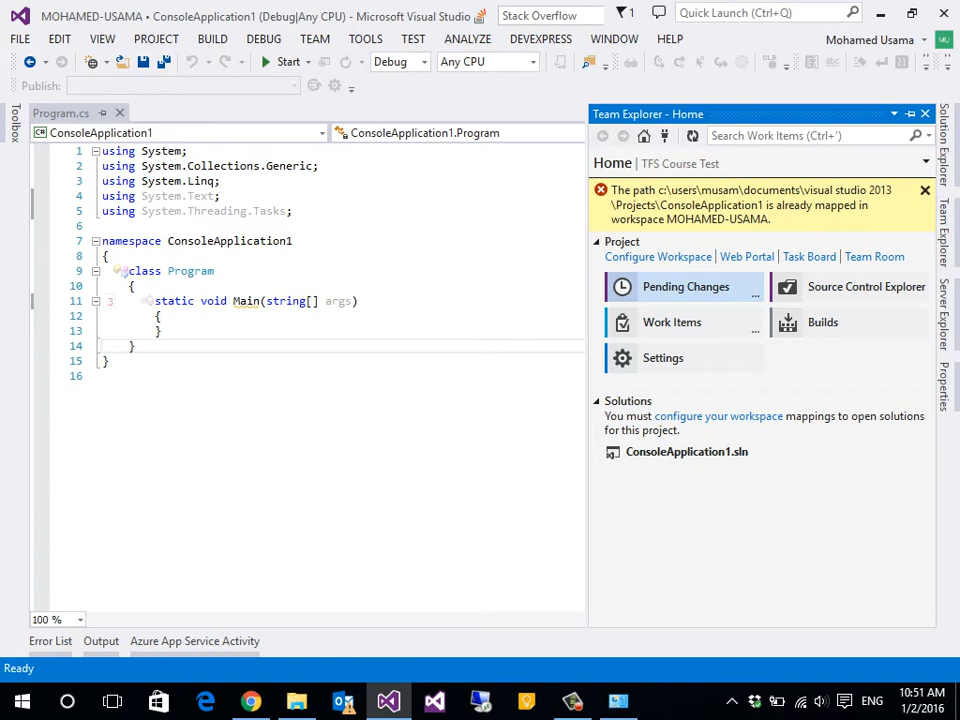 MOHAMED-USAMA • ConsoleApplication1 (Debug|Any CPU) - Microsoft Visual Studio
Stack Overflow
1
Quick Launch (Ctrl+Q)
FILE EDIT VIEW PROJECT BUILD DEBUG TEAM TOOLS TEST ANALYZE DEVEXPRESS WINDOW HELP
Mohamed Usama MU
Start Debug Any CPU
Publish:
Toolbox
Program.cs
ConsoleApplication1
ConsoleApplication1.Program
1 using System;
2 using System.Collections.Generic;
3 using System.Linq;
4 using System.Text;
5 using System.Threading.Tasks;
6
7 namespace ConsoleApplication1
8 {
9 class Program
10 {
11 3 static void Main(string[] args)
12 {
13 }
14 }
15 }
16
100 %
Error List Output Azure App Service Activity
Team Explorer - Home
Search Work Items (Ctrl+')
Home TFS Course Test
The path c:\users\musam\documents\visual studio 2013
\Projects\ConsoleApplication1 is already mapped in
workspace MOHAMED-USAMA.
Project
Configure Workspace Web Portal Task Board Team Room
Pending Changes ...
Source Control Explorer
Work Items ...
Builds
Settings
Solutions
You must configure your workspace mappings to open solutions
for this project.
ConsoleApplication1.sln
Solution Explorer
Team Explorer
Server Explorer
Properties
Ready
ENG
10:51 AM
1/2/2016